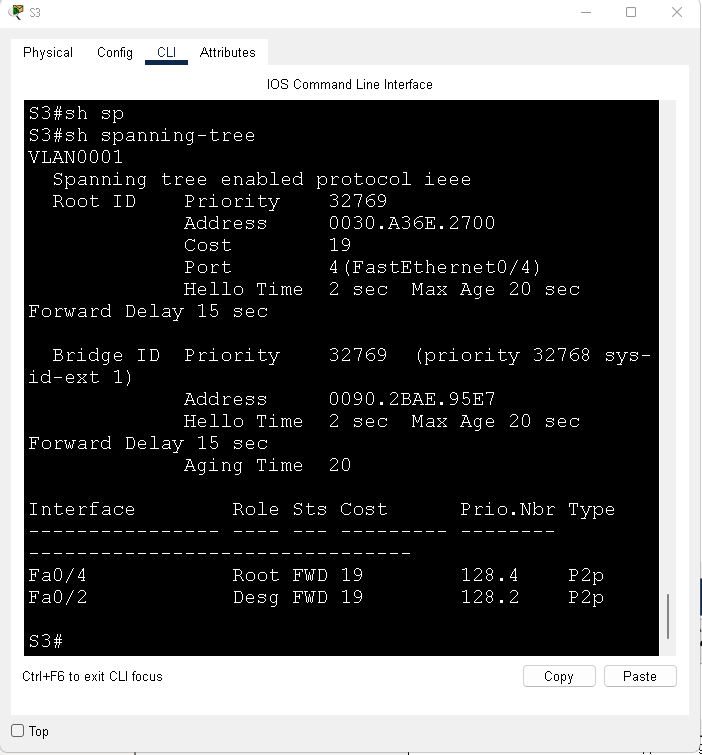 S3
Physical Config CLI Attributes
IOS Command Line Interface
S3#sh sp
S3#sh spanning-tree
VLAN0001
  Spanning tree enabled protocol ieee
  Root ID    Priority    32769
             Address     0030.A36E.2700
             Cost        19
             Port        4(FastEthernet0/4)
             Hello Time  2 sec  Max Age 20 sec
Forward Delay 15 sec

  Bridge ID  Priority    32769  (priority 32768 sys-
id-ext 1)
             Address     0090.2BAE.95E7
             Hello Time  2 sec  Max Age 20 sec
Forward Delay 15 sec
             Aging Time  20

Interface        Role Sts Cost      Prio.Nbr Type
---------------- ---- --- --------- --------
--------------------------------
Fa0/4            Root FWD 19        128.4    P2p
Fa0/2            Desg FWD 19        128.2    P2p

S3#
Ctrl+F6 to exit CLI focus
Copy Paste
Top